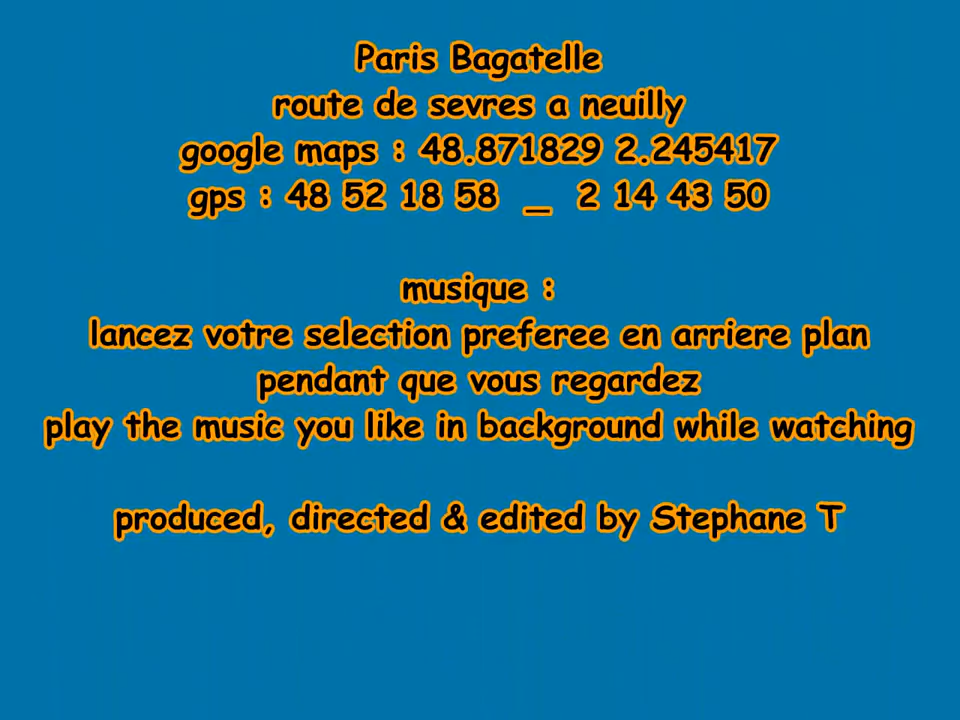 Paris Bagatelle
route de sevres a neuilly
google maps : 48.871829 2.245417
gps : 48 52 18 58 _ 2 14 43 50
musique :
lancez votre selection preferee en arriere plan
pendant que vous regardez
play the music you like in background while watching
produced, directed & edited by Stephane T